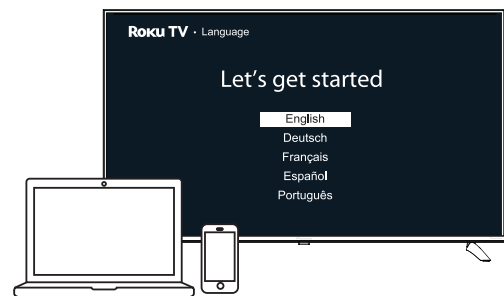 Roku TV · Language
Let's get started
English
Deutsch
Français
Español
Português